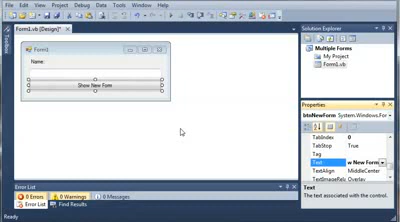 File Edit View Project Debug Data Tools Window Help
Form1.vb [Design]*
Toolbox
Form1
Name:
Show New Form
Solution Explorer
Multiple Forms
My Project
Form1.vb
Properties
btnNewForm System.Windows.For
TabIndex 0
TabStop True
Tag
Text w New Form
TextAlign MiddleCenter
TextImageRela Overlay
Text
The text associated with the control.
Error List
0 Errors 0 Warnings 0 Messages
Error List Find Results